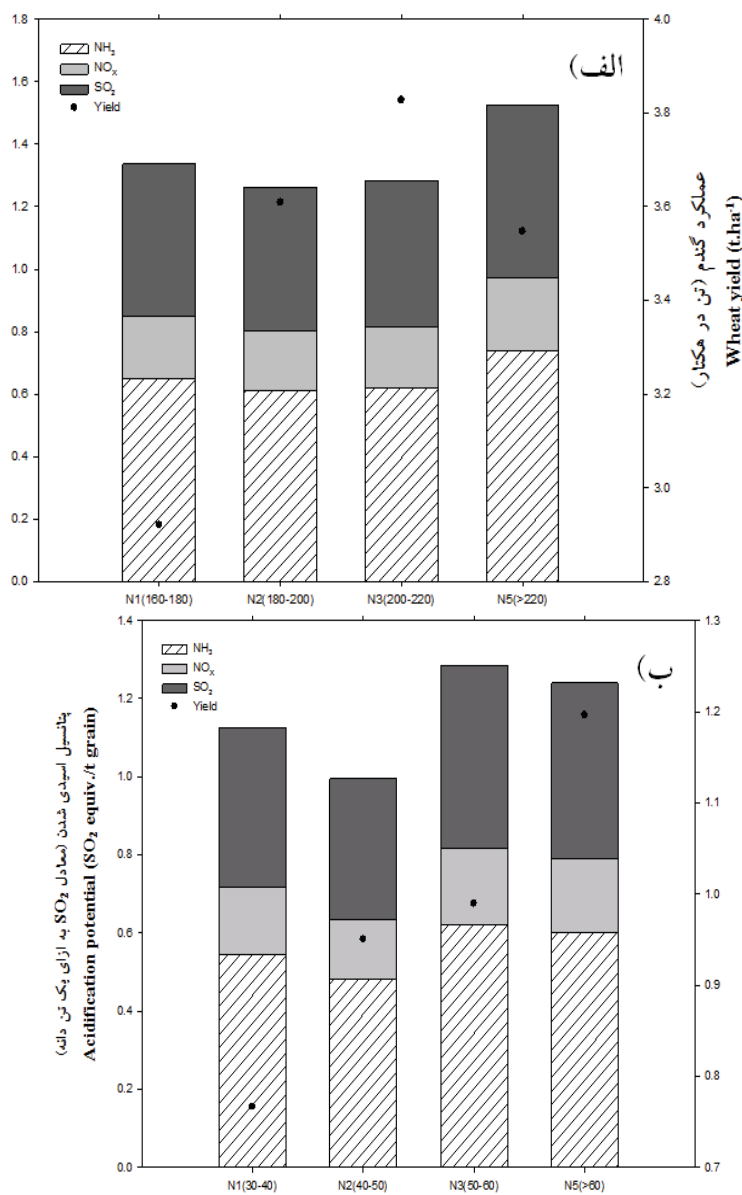 الف)
NH3
NOX
SO2
Yield
1.8
1.6
1.4
1.2
1.0
0.8
0.6
0.4
0.2
0.0
4.0
3.8
3.6
3.4
3.2
3.0
2.8
عملکرد گندم (تن در هکتار)
Wheat yield (t.ha-1)
N1(160-180)
N2(180-200)
N3(200-220)
N5(>220)
ب)
NH3
NOX
SO2
Yield
پتانسیل اسیدی شدن (معادل SO2 به ازای یک تن دانه)
Acidification potential (SO2 equiv./t grain)
1.4
1.2
1.0
0.8
0.6
0.4
0.2
0.0
1.3
1.2
1.1
1.0
0.9
0.8
0.7
N1(30-40)
N2(40-50)
N3(50-60)
N5(>60)